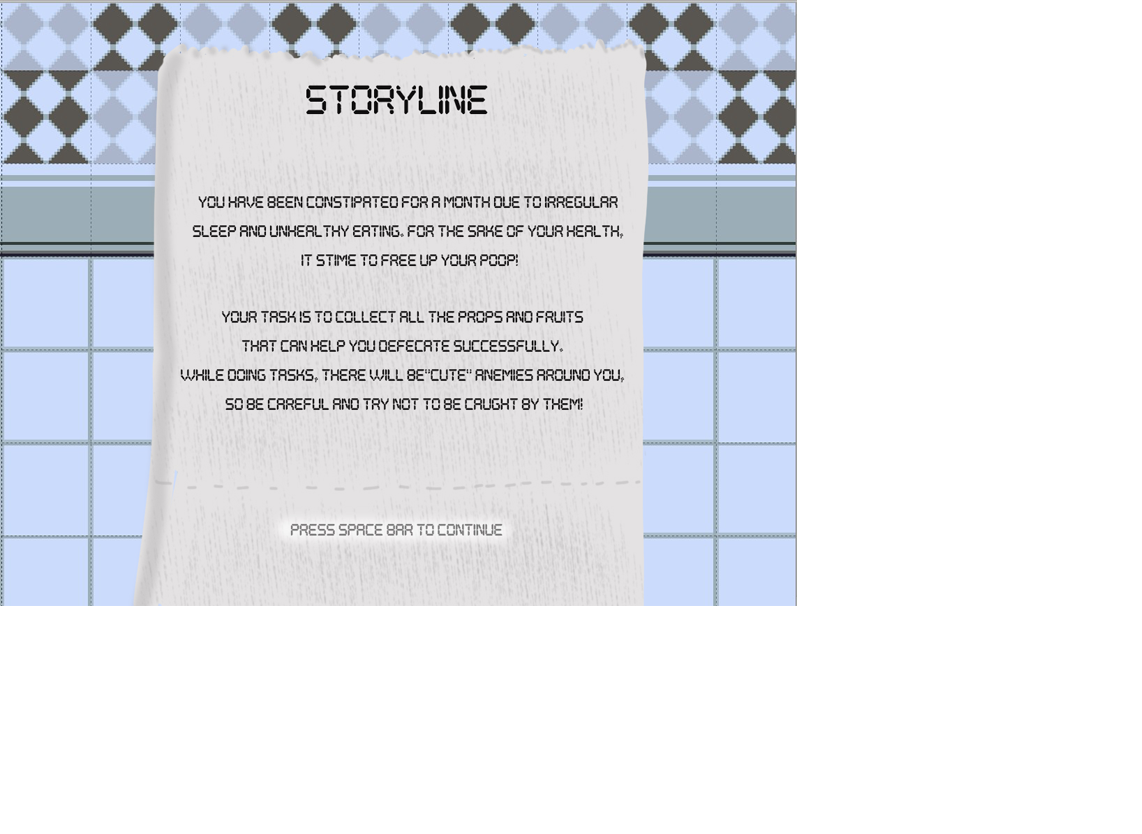 STORYLINE
YOU HAVE BEEN CONSTIPATED FOR A MONTH DUE TO IRREGULAR
SLEEP AND UNHEALTHY EATING. FOR THE SAKE OF YOUR HEALTH,
IT STIME TO FREE UP YOUR POOP!
YOUR TASK IS TO COLLECT ALL THE PROPS AND FRUITS
THAT CAN HELP YOU DEFECATE SUCCESSFULLY.
WHILE DOING TASKS, THERE WILL BE"CUTE" ANEMIES AROUND YOU,
SO BE CAREFUL AND TRY NOT TO BE CAUGHT BY THEM!
PRESS SPACE BAR TO CONTINUE